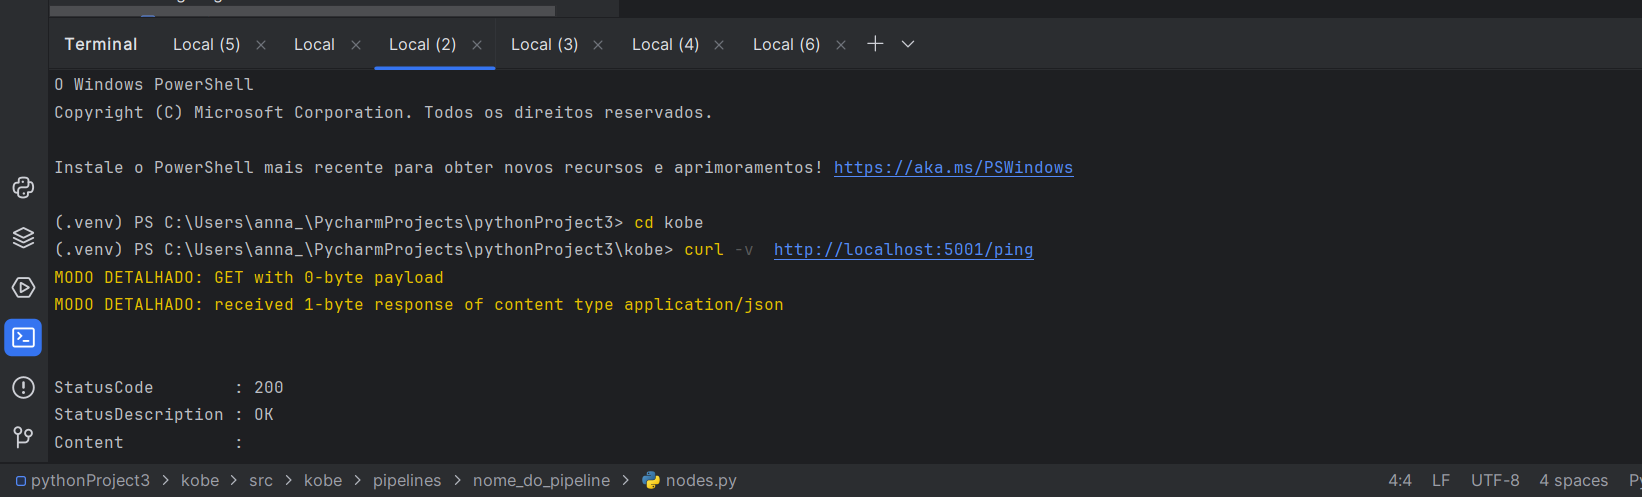 Terminal Local (5) Local Local (2) Local (3) Local (4) Local (6)
O Windows PowerShell
Copyright (C) Microsoft Corporation. Todos os direitos reservados.
Instale o PowerShell mais recente para obter novos recursos e aprimoramentos! https://aka.ms/PSWindows
(.venv) PS C:\Users\anna_\PycharmProjects\pythonProject3> cd kobe
(.venv) PS C:\Users\anna_\PycharmProjects\pythonProject3\kobe> curl -v  http://localhost:5001/ping
MODO DETALHADO: GET with 0-byte payload
MODO DETALHADO: received 1-byte response of content type application/json
StatusCode        : 200
StatusDescription : OK
Content           :
pythonProject3 > kobe > src > kobe > pipelines > nome_do_pipeline > nodes.py 4:4 LF UTF-8 4 spaces